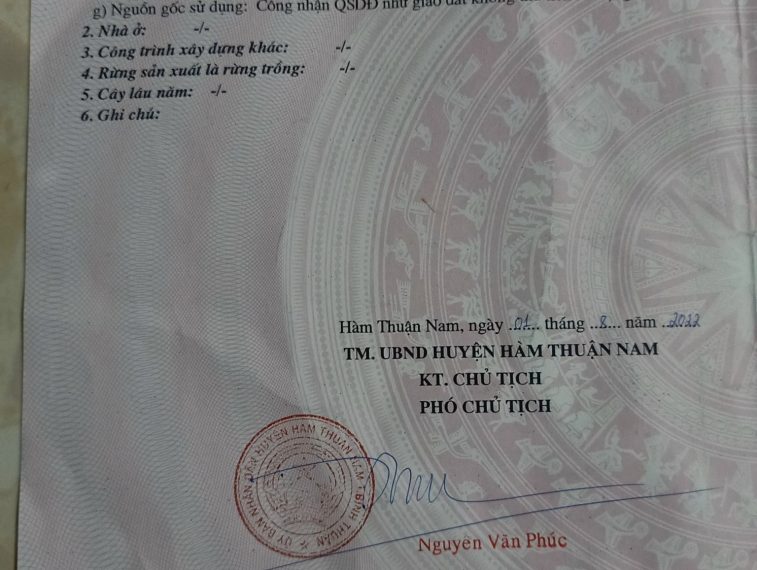 g) Nguồn gốc sử dụng: Công nhận QSDĐ như giao đất không
2. Nhà ở: -/-
3. Công trình xây dựng khác: -/-
4. Rừng sản xuất là rừng trồng: -/-
5. Cây lâu năm: -/-
6. Ghi chú:
Hàm Thuận Nam, ngày ..01... tháng ..8... năm ..2022
TM. UBND HUYỆN HÀM THUẬN NAM
KT. CHỦ TỊCH
PHÓ CHỦ TỊCH
ỦY BAN NHÂN DÂN HUYỆN HÀM THUẬN NAM
BÌNH THUẬN
Nguyễn Văn Phúc